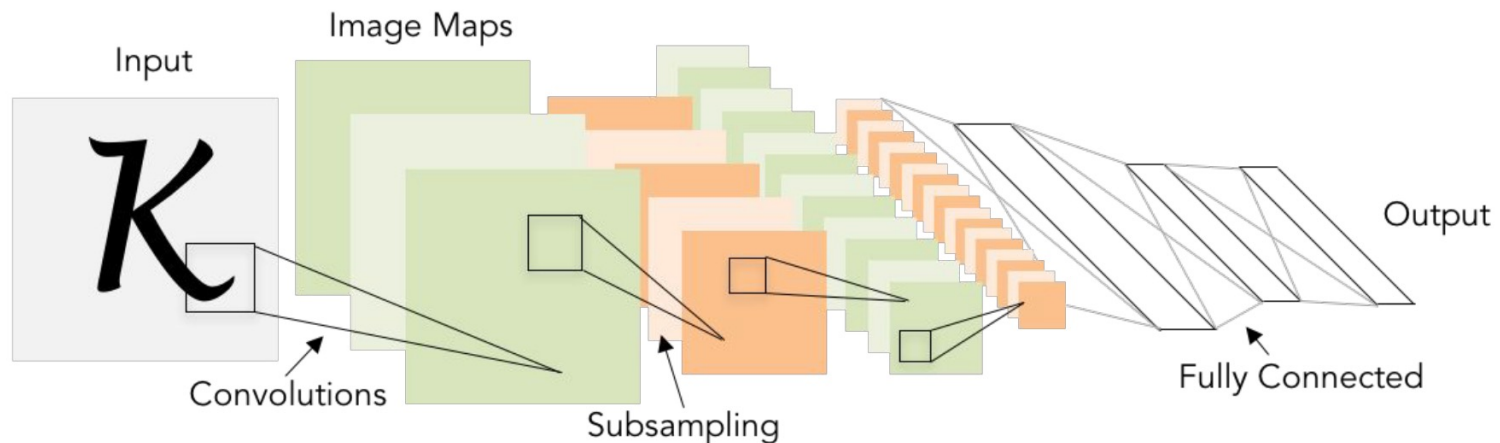 Image Maps
Input
K
Output
Convolutions
Fully Connected
Subsampling